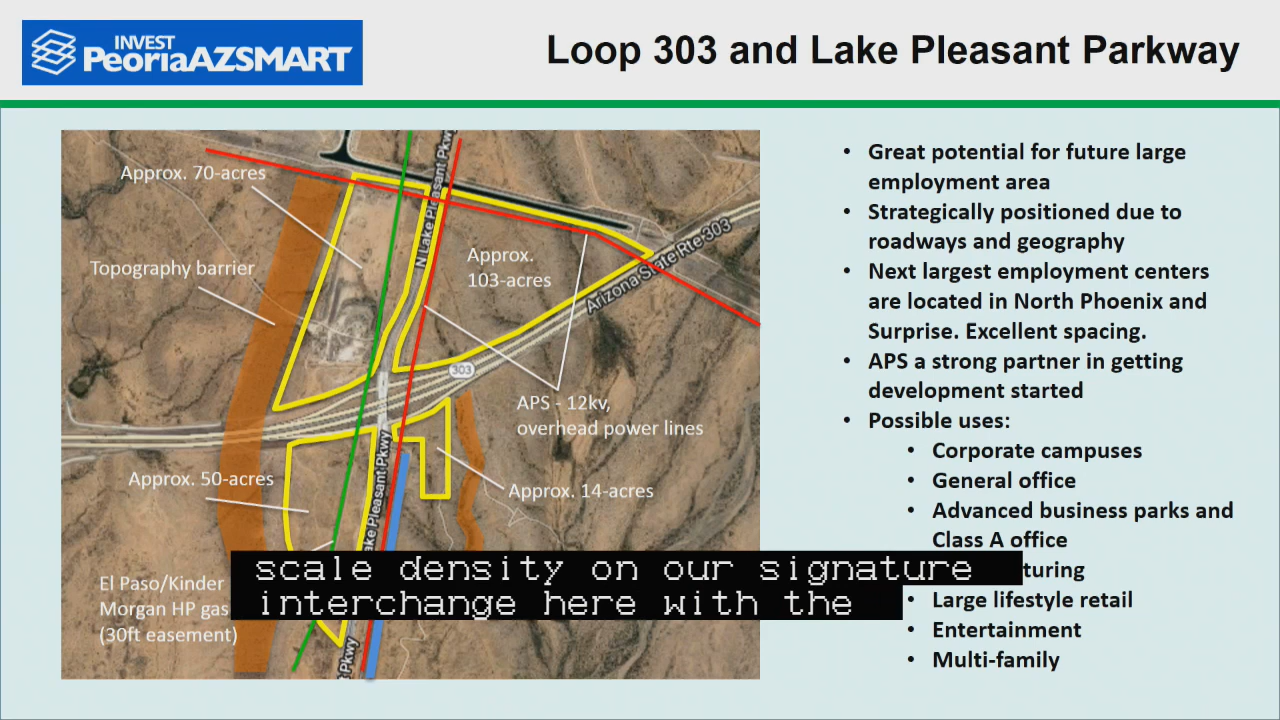 INVEST
PeoriaAZSMART
Loop 303 and Lake Pleasant Parkway
Approx. 70-acres
Topography barrier
N Lake Pleasant Pkwy
Approx.
103-acres
Arizona State Rte 303
303
APS - 12kv,
overhead power lines
Approx. 50-acres
Approx. 14-acres
Lake Pleasant Pkwy
El Paso/Kinder
Morgan HP gas
(30ft easement)
Pkwy
• Great potential for future large
employment area
• Strategically positioned due to
roadways and geography
• Next largest employment centers
are located in North Phoenix and
Surprise. Excellent spacing.
• APS a strong partner in getting
development started
• Possible uses:
• Corporate campuses
• General office
• Advanced business parks and
Class A office
turing
• Large lifestyle retail
• Entertainment
• Multi-family
scale density on our signature
interchange here with the